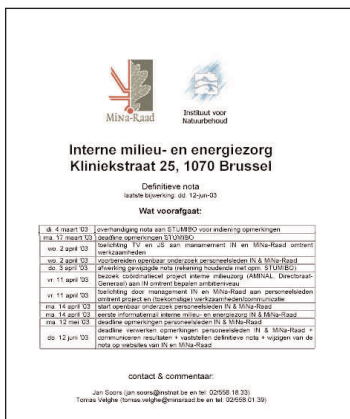 MiNa-Raad
Instituut voor
Natuurbehoud
Interne milieu- en energiezorg
Kliniekstraat 25, 1070 Brussel
Definitieve nota
laatste bijwerking: dd. 12-jun-03
Wat voorafgaat:
di. 4 maart '03 overhandiging nota aan STUMIBO voor indiening opmerkingen
ma. 17 maart '03 deadline opmerkingen STUMIBO
wo. 2 april '03 toelichting TV en JS aan management IN en MiNa-Raad omtrent
werkzaamheden
wo. 2 april '03 voorbereiden openbaar onderzoek personeelsleden IN & MiNa-Raad
do. 3 april '03 afwerking gewijzigde nota (rekening houdende met opm. STUMIBO)
vr. 11 april '03 bezoek coördinatiecel project interne milieuzorg (AMINAL, Directoraat-
Generaal) aan IN omtrent bepalen ambitieniveau
vr. 11 april '03 toelichting door management IN en MiNa-Raad aan personeelsleden
omtrent project en (toekomstige) werkzaamheden/communicatie
ma. 14 april '03 start openbaar onderzoek personeelsleden IN & MiNa-Raad
ma. 14 april '03 eerste informatiemail interne milieu- en energiezorg IN & MiNa-Raad
ma. 12 mei '03 deadline opmerkingen personeelsleden IN & MiNa-Raad
do. 12 juni '03 deadline verwerken opmerkingen personeelsleden IN & MiNa-Raad +
communiceren resultaten + vaststellen definitieve nota + wijzigen van de
nota op websites van IN en MiNa-Raad
contact & commentaar:
Jan Soors (jan.soors@instnat.be en tel. 02/558.18.33)
Tomas Velghe (tomas.velghe@minaraad.be en tel. 02/558.01.39)